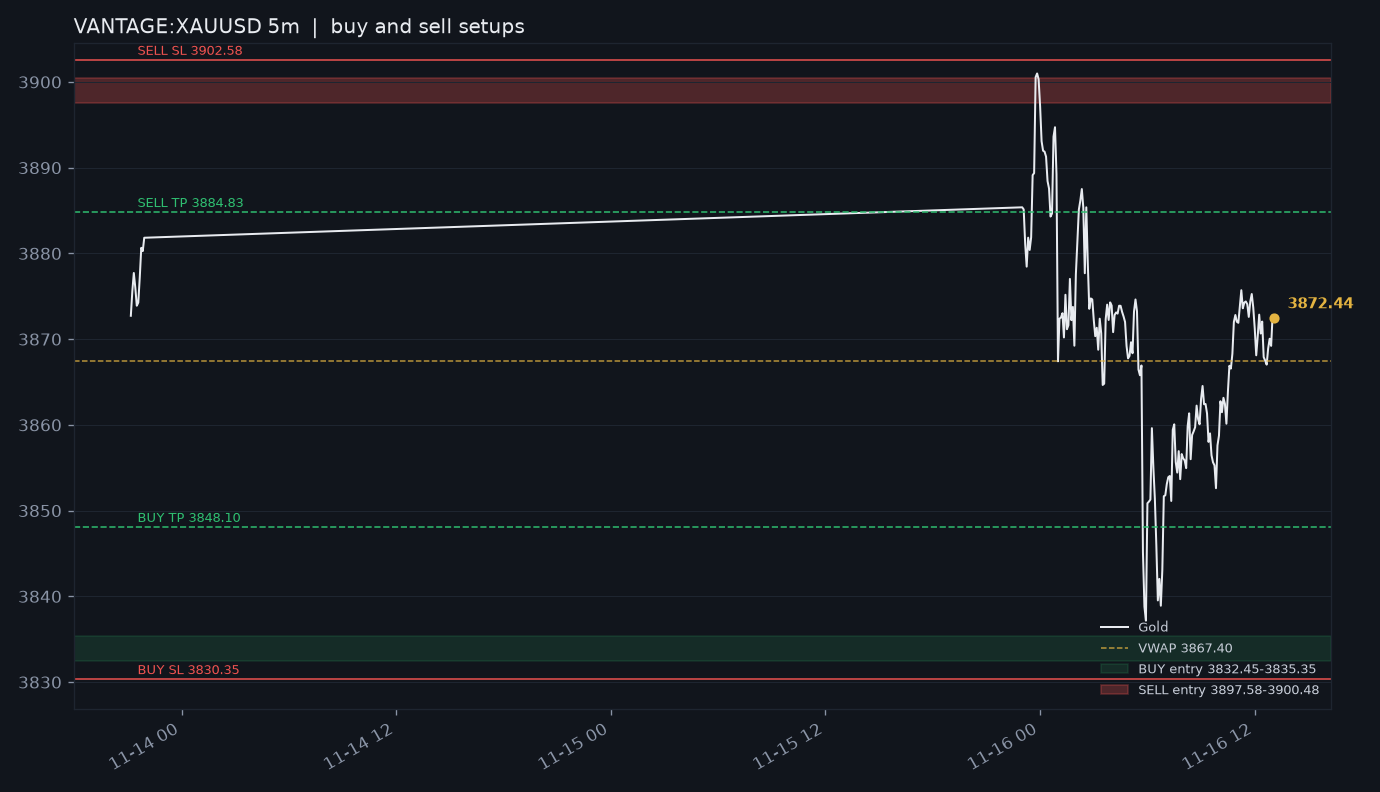 VANTAGE:XAUUSD 5m | buy and sell setups
SELL SL 3902.58
3900
3890
SELL TP 3884.83
3880
3872.44
3870
3860
3850
BUY TP 3848.10
3840
3830
BUY SL 3830.35
Gold
VWAP 3867.40
BUY entry 3832.45-3835.35
SELL entry 3897.58-3900.48
11-14 00
11-14 12
11-15 00
11-15 12
11-16 00
11-16 12